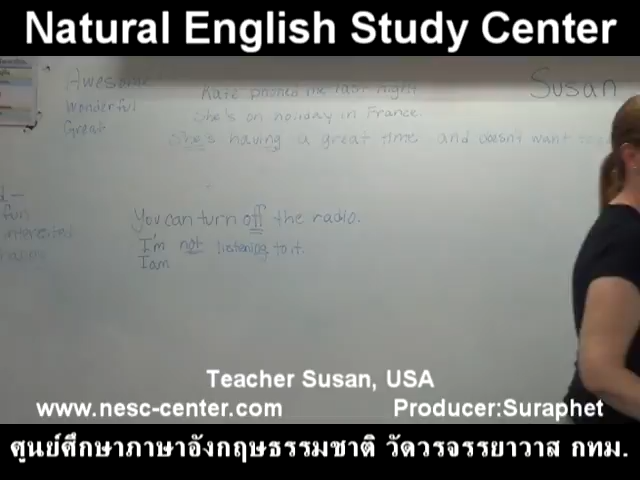 Natural English Study Center
Awesome
Kate phoned me last night
Susan
Wonderful
She's on holiday in France.
Great
She's having a great time and doesn't want to
fun
interested
You can turn off the radio.
I'm not listening to it.
I am
Teacher Susan, USA
www.nesc-center.com
Producer:Suraphet
ศูนย์ศึกษาภาษาอังกฤษธรรมชาติ วัดวรจรรยาวาส กทม.